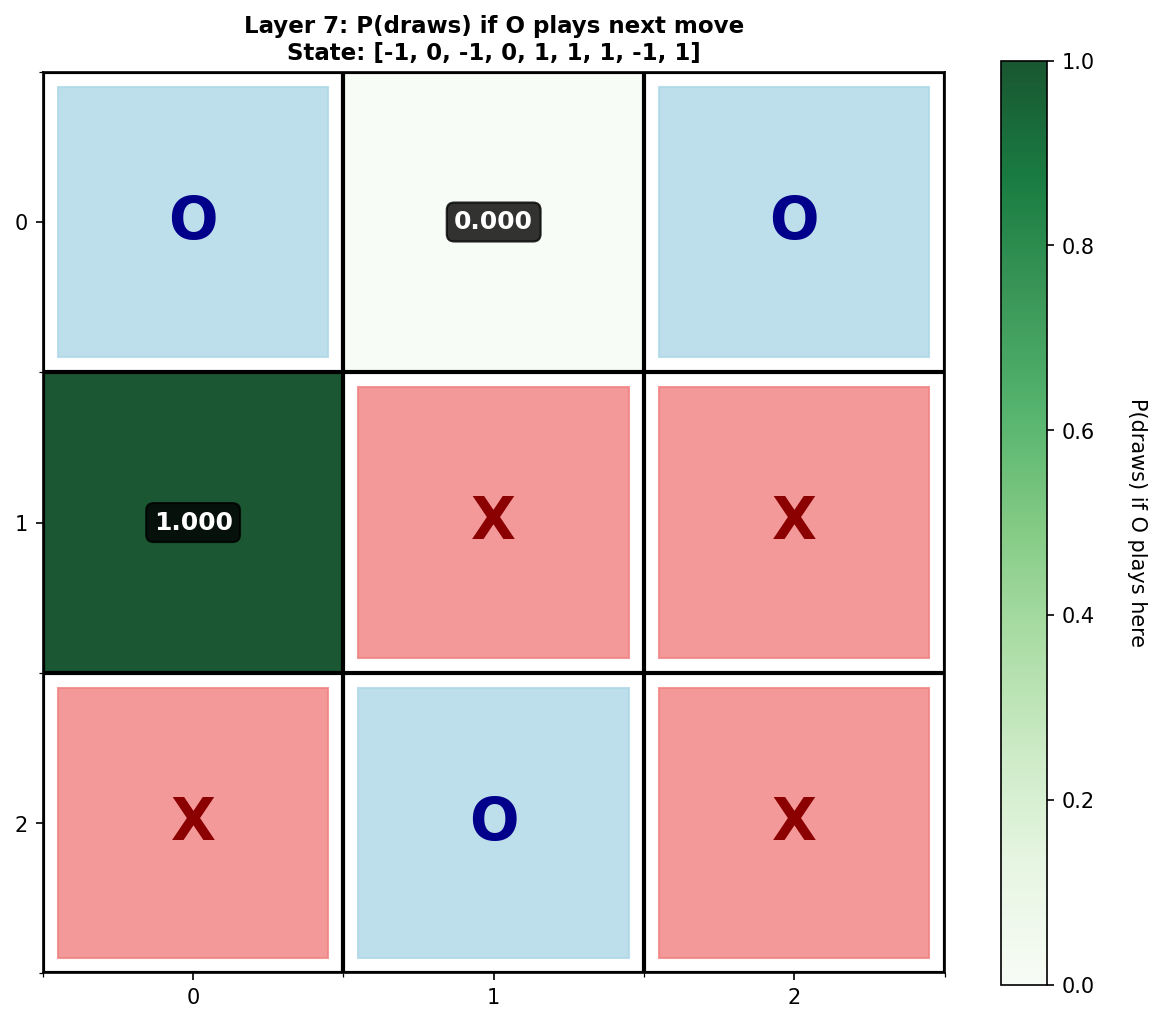 Layer 7: P(draws) if O plays next move
State: [-1, 0, -1, 0, 1, 1, 1, -1, 1]
O
0.000
O
1.000
X
X
X
O
X
0
1
2
0
1
2
1.0
0.8
0.6
0.4
0.2
0.0
P(draws) if O plays here